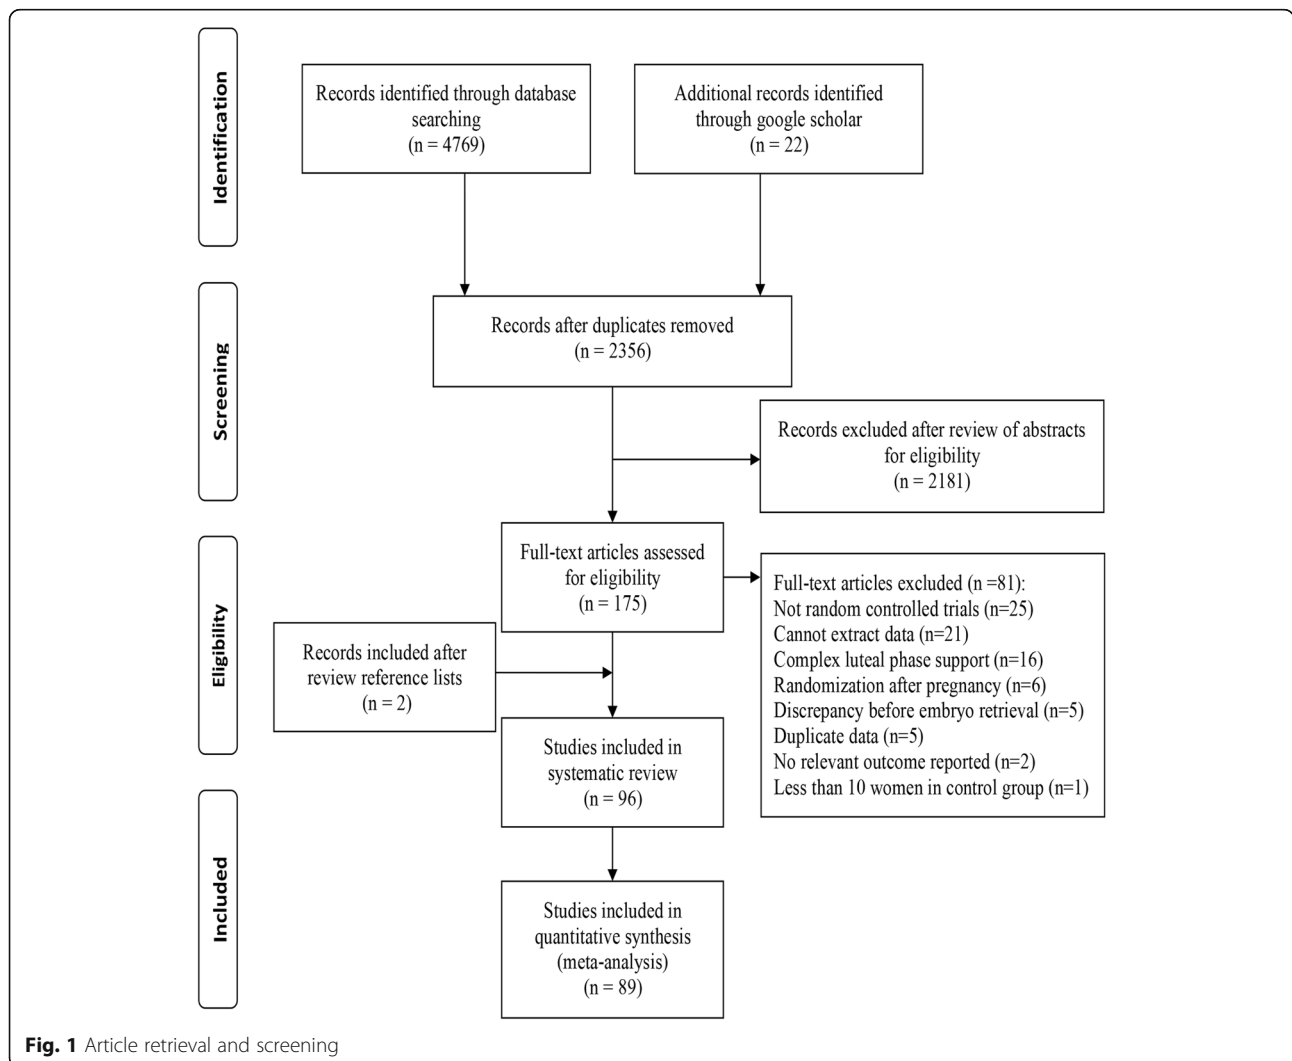 Identification
Records identified through database
searching
(n = 4769)
Additional records identified
through google scholar
(n = 22)
Screening
Records after duplicates removed
(n = 2356)
Records excluded after review of abstracts
for eligibility
(n = 2181)
Eligibility
Full-text articles assessed
for eligibility
(n = 175)
Full-text articles excluded (n =81):
Not random controlled trials (n=25)
Cannot extract data (n=21)
Complex luteal phase support (n=16)
Randomization after pregnancy (n=6)
Discrepancy before embryo retrieval (n=5)
Duplicate data (n=5)
No relevant outcome reported (n=2)
Less than 10 women in control group (n=1)
Records included after
review reference lists
(n = 2)
Studies included in
systematic review
(n = 96)
Included
Studies included in
quantitative synthesis
(meta-analysis)
(n = 89)
Fig. 1 Article retrieval and screening